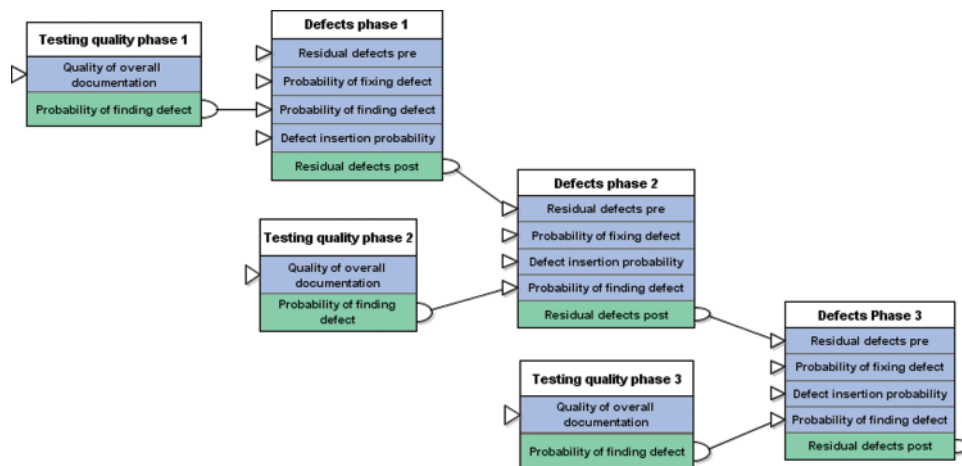 Testing quality phase 1
Quality of overall
documentation
Probability of finding defect
Defects phase 1
Residual defects pre
Probability of fixing defect
Probability of finding defect
Defect insertion probability
Residual defects post
Testing quality phase 2
Quality of overall
documentation
Probability of finding
defect
Defects phase 2
Residual defects pre
Probability of fixing defect
Defect insertion probability
Probability of finding defect
Residual defects post
Testing quality phase 3
Quality of overall
documentation
Probability of finding defect
Defects Phase 3
Residual defects pre
Probability of fixing defect
Defect insertion probability
Probability of finding defect
Residual defects post